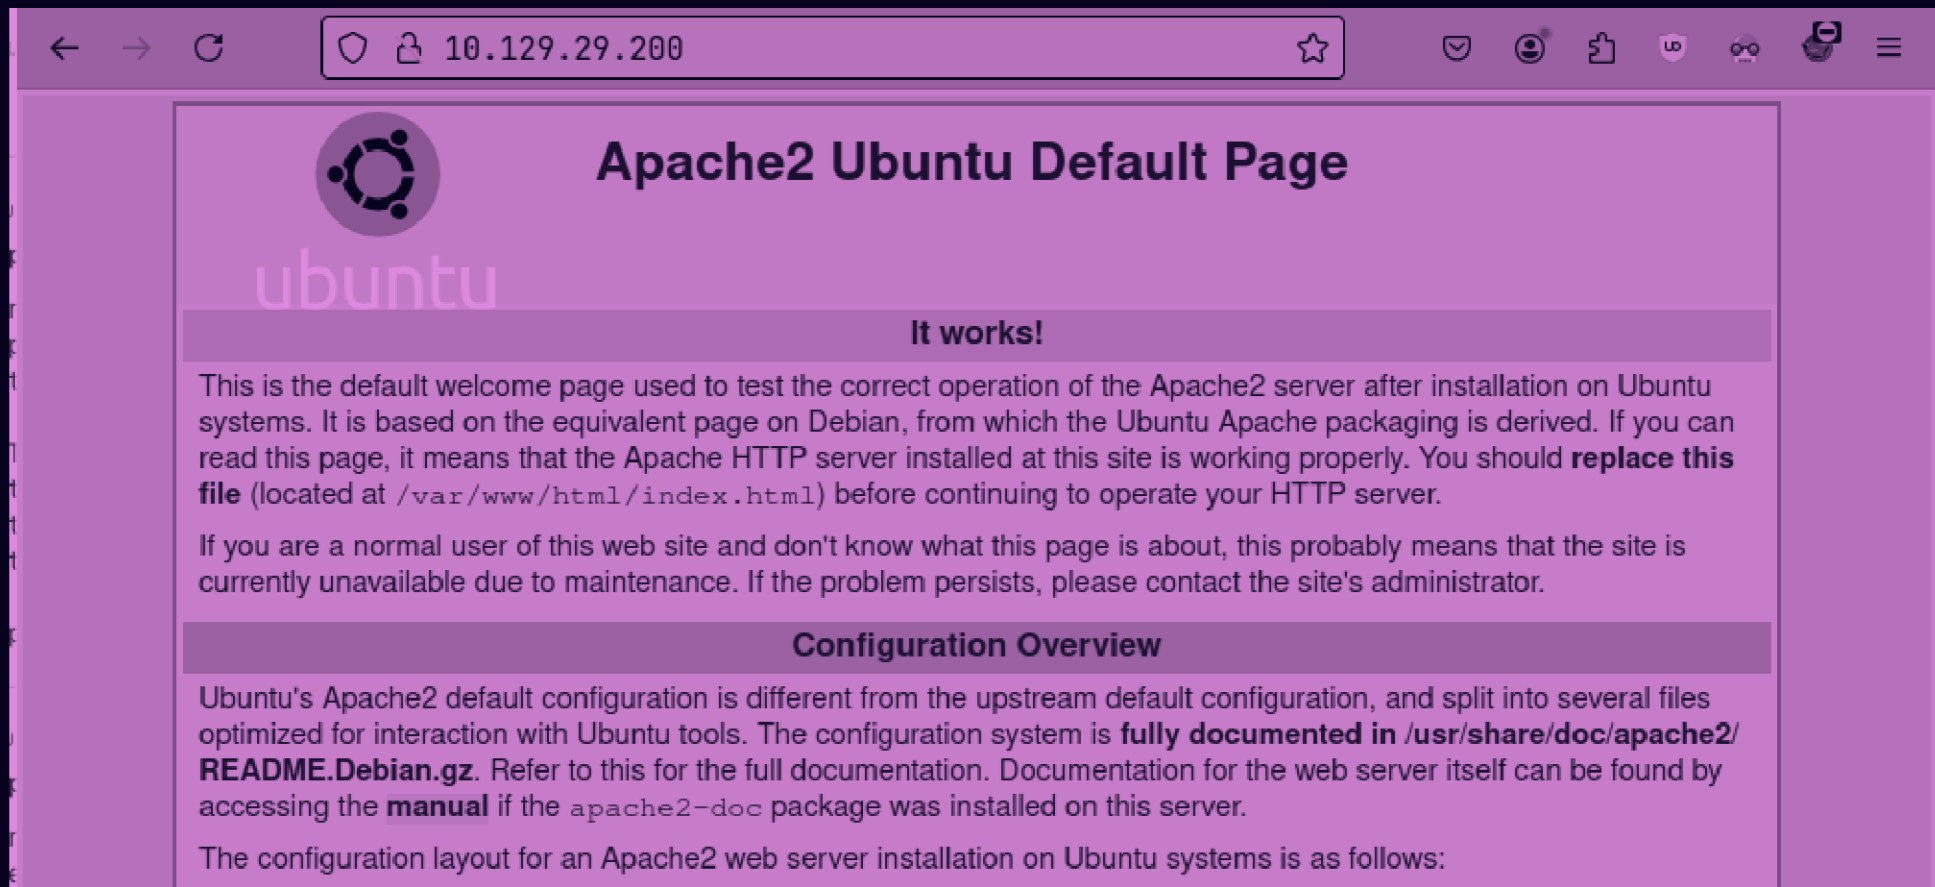 10.129.29.200
Apache2 Ubuntu Default Page
ubuntu
It works!
This is the default welcome page used to test the correct operation of the Apache2 server after installation on Ubuntu
systems. It is based on the equivalent page on Debian, from which the Ubuntu Apache packaging is derived. If you can
read this page, it means that the Apache HTTP server installed at this site is working properly. You should replace this
file (located at /var/www/html/index.html) before continuing to operate your HTTP server.
If you are a normal user of this web site and don't know what this page is about, this probably means that the site is
currently unavailable due to maintenance. If the problem persists, please contact the site's administrator.
Configuration Overview
Ubuntu's Apache2 default configuration is different from the upstream default configuration, and split into several files
optimized for interaction with Ubuntu tools. The configuration system is fully documented in /usr/share/doc/apache2/
README.Debian.gz. Refer to this for the full documentation. Documentation for the web server itself can be found by
accessing the manual if the apache2-doc package was installed on this server.
The configuration layout for an Apache2 web server installation on Ubuntu systems is as follows: